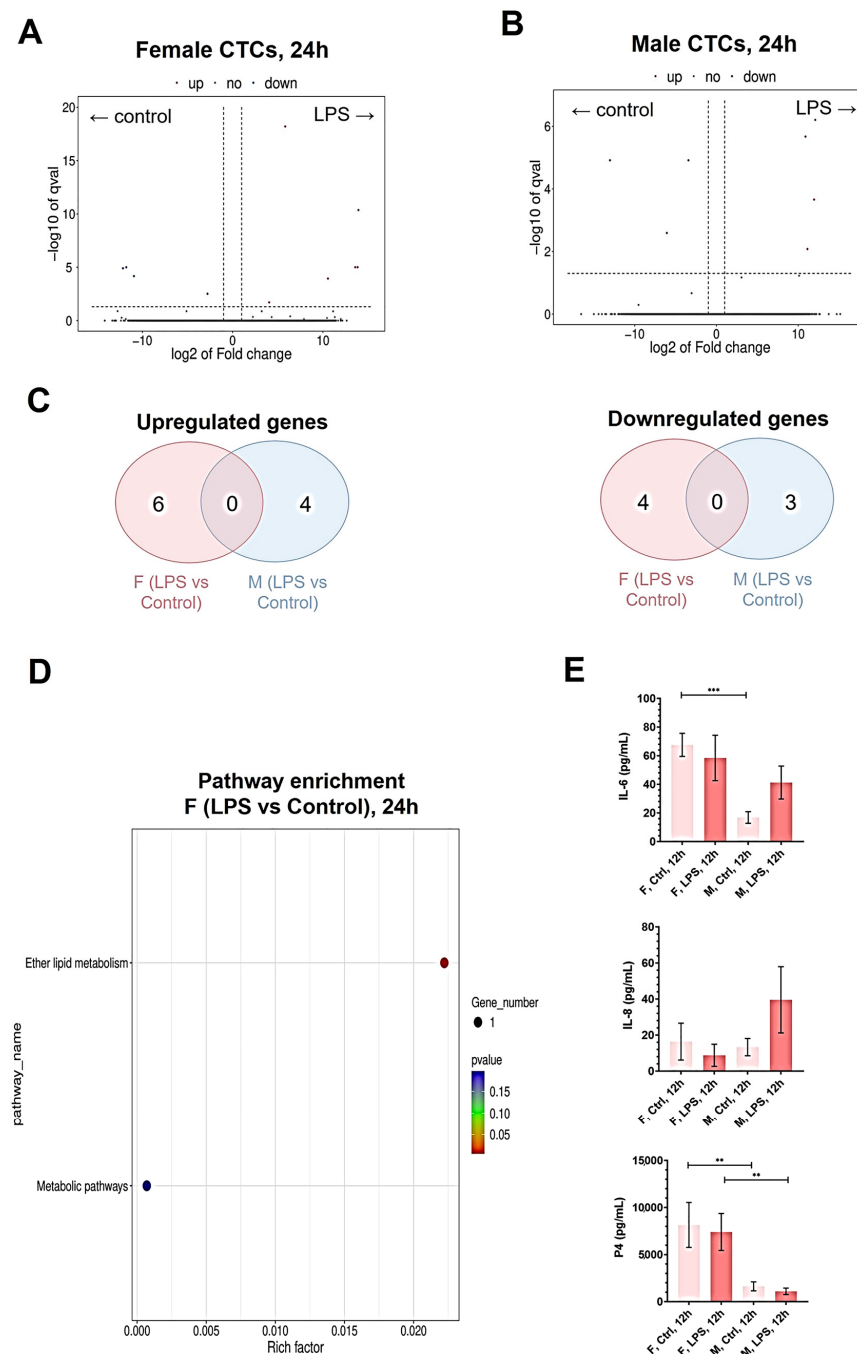 A
Female CTCs, 24h
· up · no · down
← control
LPS →
−log10 of qval
20
15
10
5
0
−10
0
10
log2 of Fold change
B
Male CTCs, 24h
· up · no · down
← control
LPS →
−log10 of qval
6
4
2
0
−10
0
10
log2 of Fold change
C
Upregulated genes
6
0
4
F (LPS vs
Control)
M (LPS vs
Control)
Downregulated genes
4
0
3
F (LPS vs
Control)
M (LPS vs
Control)
D
Pathway enrichment
F (LPS vs Control), 24h
pathway_name
Ether lipid metabolism
Metabolic pathways
0.000
0.005
0.010
0.015
0.020
Rich factor
Gene_number
1
pvalue
0.15
0.10
0.05
E
***
IL-6 (pg/mL)
100
80
60
40
20
0
F, Ctrl, 12h
F, LPS, 12h
M, Ctrl, 12h
M, LPS, 12h
IL-8 (pg/mL)
80
60
40
20
0
F, Ctrl, 12h
F, LPS, 12h
M, Ctrl, 12h
M, LPS, 12h
**
**
P4 (pg/mL)
15000
10000
5000
0
F, Ctrl, 12h
F, LPS, 12h
M, Ctrl, 12h
M, LPS, 12h